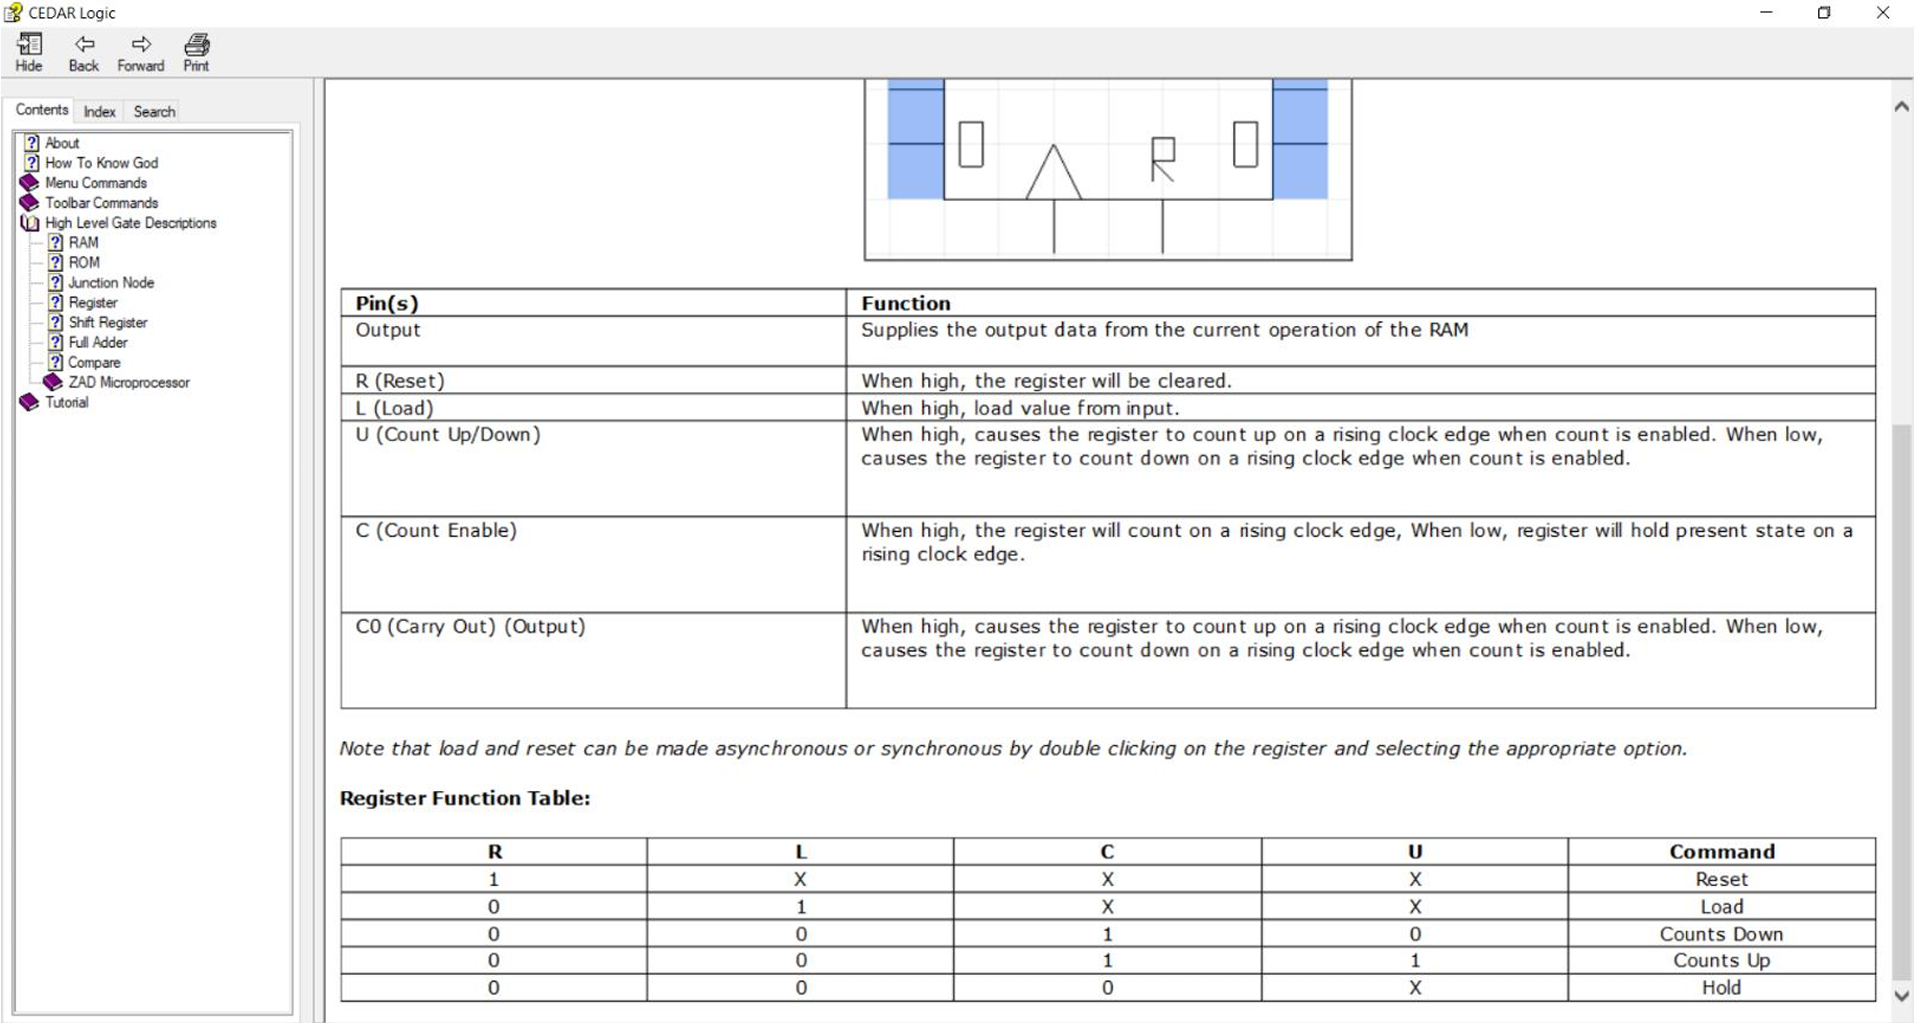 CEDAR Logic
Hide Back Forward Print
Contents Index Search
About
How To Know God
Menu Commands
Toolbar Commands
High Level Gate Descriptions
RAM
ROM
Junction Node
Register
Shift Register
Full Adder
Compare
ZAD Microprocessor
Tutorial
0 R 0
Pin(s) Function
Output Supplies the output data from the current operation of the RAM
R (Reset) When high, the register will be cleared.
L (Load) When high, load value from input.
U (Count Up/Down) When high, causes the register to count up on a rising clock edge when count is enabled. When low,
causes the register to count down on a rising clock edge when count is enabled.
C (Count Enable) When high, the register will count on a rising clock edge, When low, register will hold present state on a
rising clock edge.
C0 (Carry Out) (Output) When high, causes the register to count up on a rising clock edge when count is enabled. When low,
causes the register to count down on a rising clock edge when count is enabled.
Note that load and reset can be made asynchronous or synchronous by double clicking on the register and selecting the appropriate option.
Register Function Table:
R L C U Command
1 X X X Reset
0 1 X X Load
0 0 1 0 Counts Down
0 0 1 1 Counts Up
0 0 0 X Hold